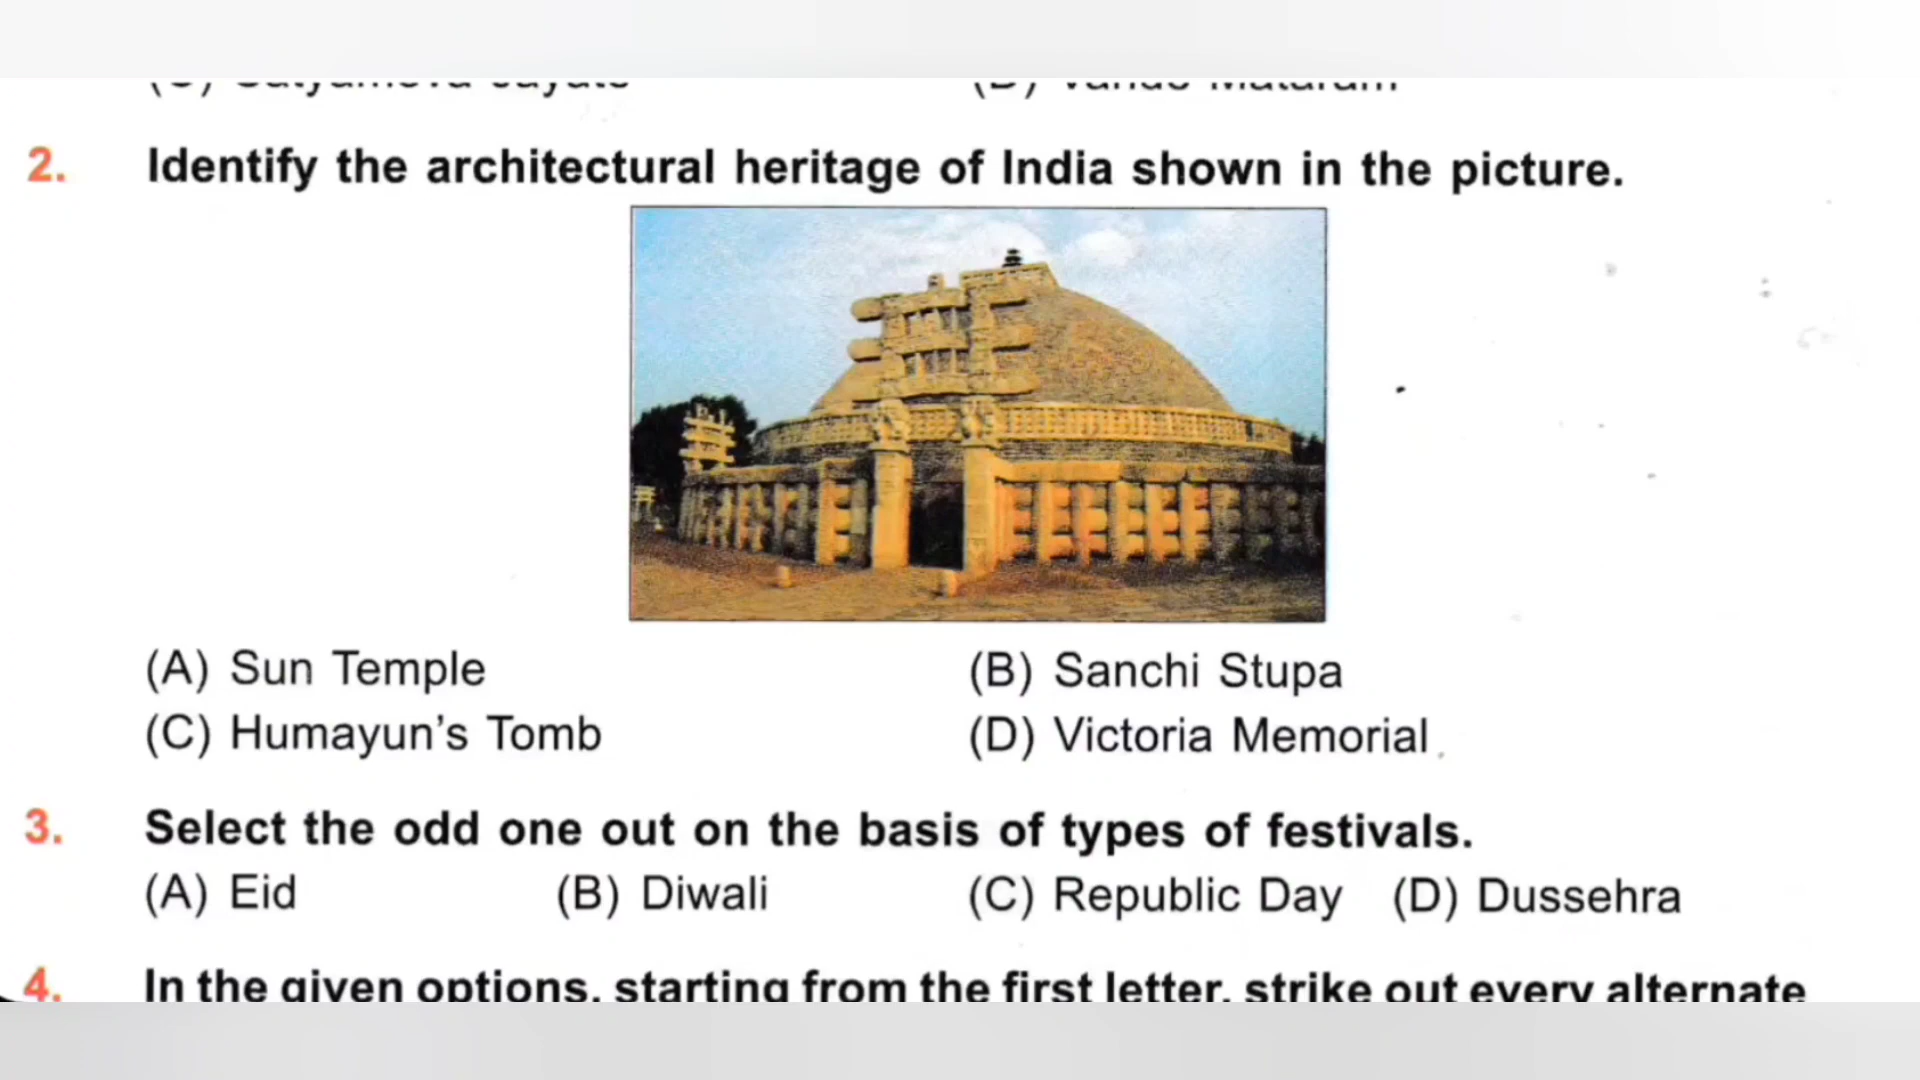 2. Identify the architectural heritage of India shown in the picture.
(A) Sun Temple (B) Sanchi Stupa
(C) Humayun's Tomb (D) Victoria Memorial
3. Select the odd one out on the basis of types of festivals.
(A) Eid (B) Diwali (C) Republic Day (D) Dussehra
4. In the given options, starting from the first letter, strike out every alternate